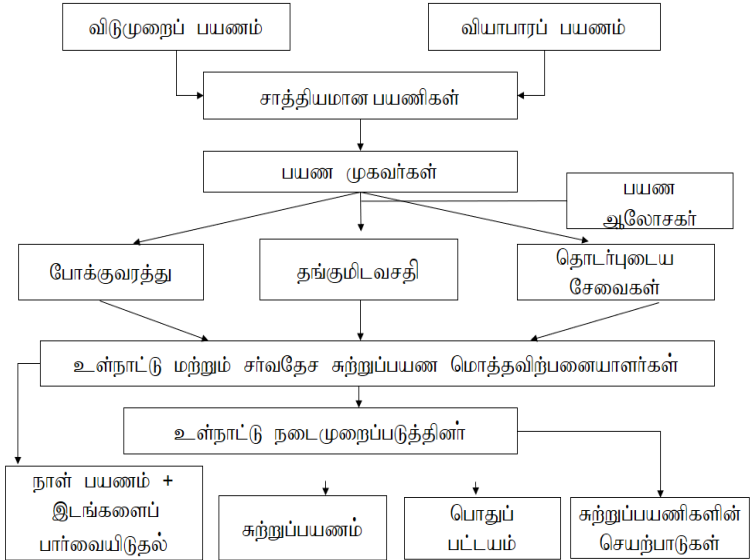 விடுமுறைப் பயணம்
வியாபாரப் பயணம்
சாத்தியமான பயணிகள்
பயண முகவர்கள்
பயண
ஆலோசகர்
போக்குவரத்து
தங்குமிடவசதி
தொடர்புடைய
சேவைகள்
உள்நாட்டு மற்றும் சர்வதேச சுற்றுப்பயண மொத்தவிற்பனையாளர்கள்
உள்நாட்டு நடைமுறைப்படுத்தினர்
நாள் பயணம் +
இடங்களைப்
பார்வையிடுதல்
சுற்றுப்பயணம்
பொதுப்
பட்டயம்
சுற்றுப்பயணிகளின்
செயற்பாடுகள்